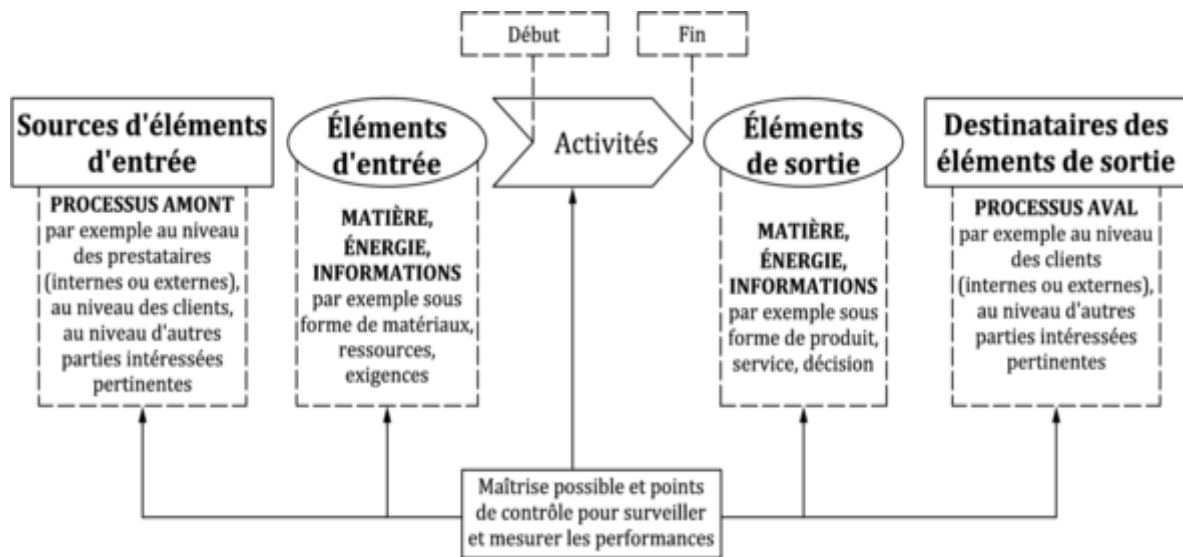 Début
Fin
Sources d'éléments
d'entrée
Éléments
d'entrée
Activités
Éléments
de sortie
Destinataires des
éléments de sortie
PROCESSUS AMONT
par exemple au niveau
des prestataires
(internes ou externes),
au niveau des clients,
au niveau d'autres
parties intéressées
pertinentes
MATIÈRE,
ÉNERGIE,
INFORMATIONS
par exemple sous
forme de matériaux,
ressources,
exigences
MATIÈRE,
ÉNERGIE,
INFORMATIONS
par exemple sous
forme de produit,
service, décision
PROCESSUS AVAL
par exemple au niveau
des clients
(internes ou externes),
au niveau d'autres
parties intéressées
pertinentes
Maîtrise possible et points
de contrôle pour surveiller
et mesurer les performances